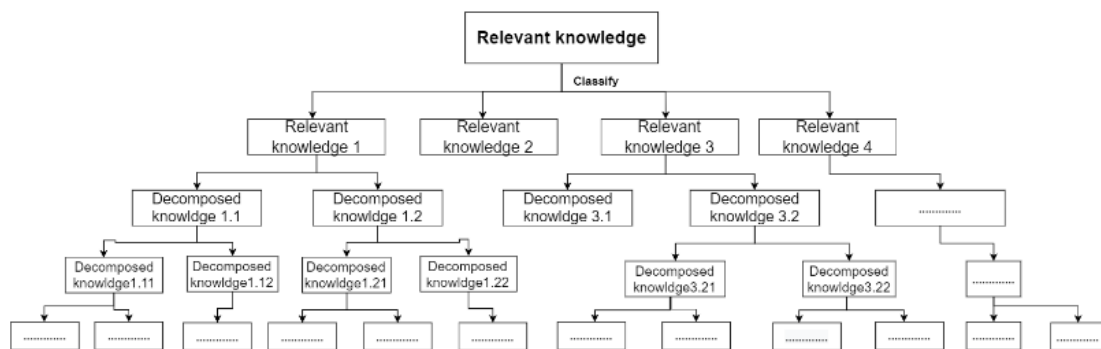 Relevant knowledge
Classify
Relevant
knowledge 1
Relevant
knowledge 2
Relevant
knowledge 3
Relevant
knowledge 4
Decomposed
knowldge 1.1
Decomposed
knowldge 1.2
Decomposed
knowldge 3.1
Decomposed
knowldge 3.2
.............
Decomposed
knowldge1.11
Decomposed
knowldge1.12
Decomposed
knowldge1.21
Decomposed
knowldge1.22
Decomposed
knowldge3.21
Decomposed
knowldge3.22
.............
.............
.............
.............
.............
.............
.............
.............
.............
.............
.............
.............
.............